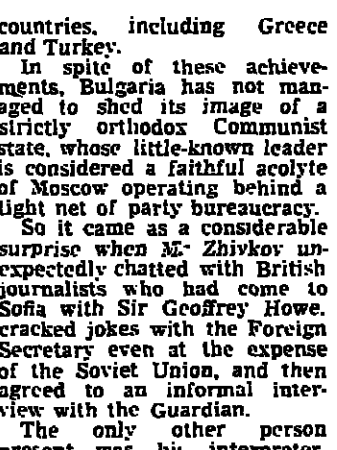 countries, including Greece
and Turkey.
In spite of these achieve-
ments, Bulgaria has not man-
aged to shed its image of a
strictly orthodox Communist
state, whose little-known leader
is considered a faithful acolyte
of Moscow operating behind a
tight net of party bureaucracy.
So it came as a considerable
surprise when M. Zhivkov un-
expectedly chatted with British
journalists who had come to
Sofia with Sir Geoffrey Howe,
cracked jokes with the Foreign
Secretary even at the expense
of the Soviet Union, and then
agreed to an informal inter-
view with the Guardian.
The only other person
present was his interpreter,